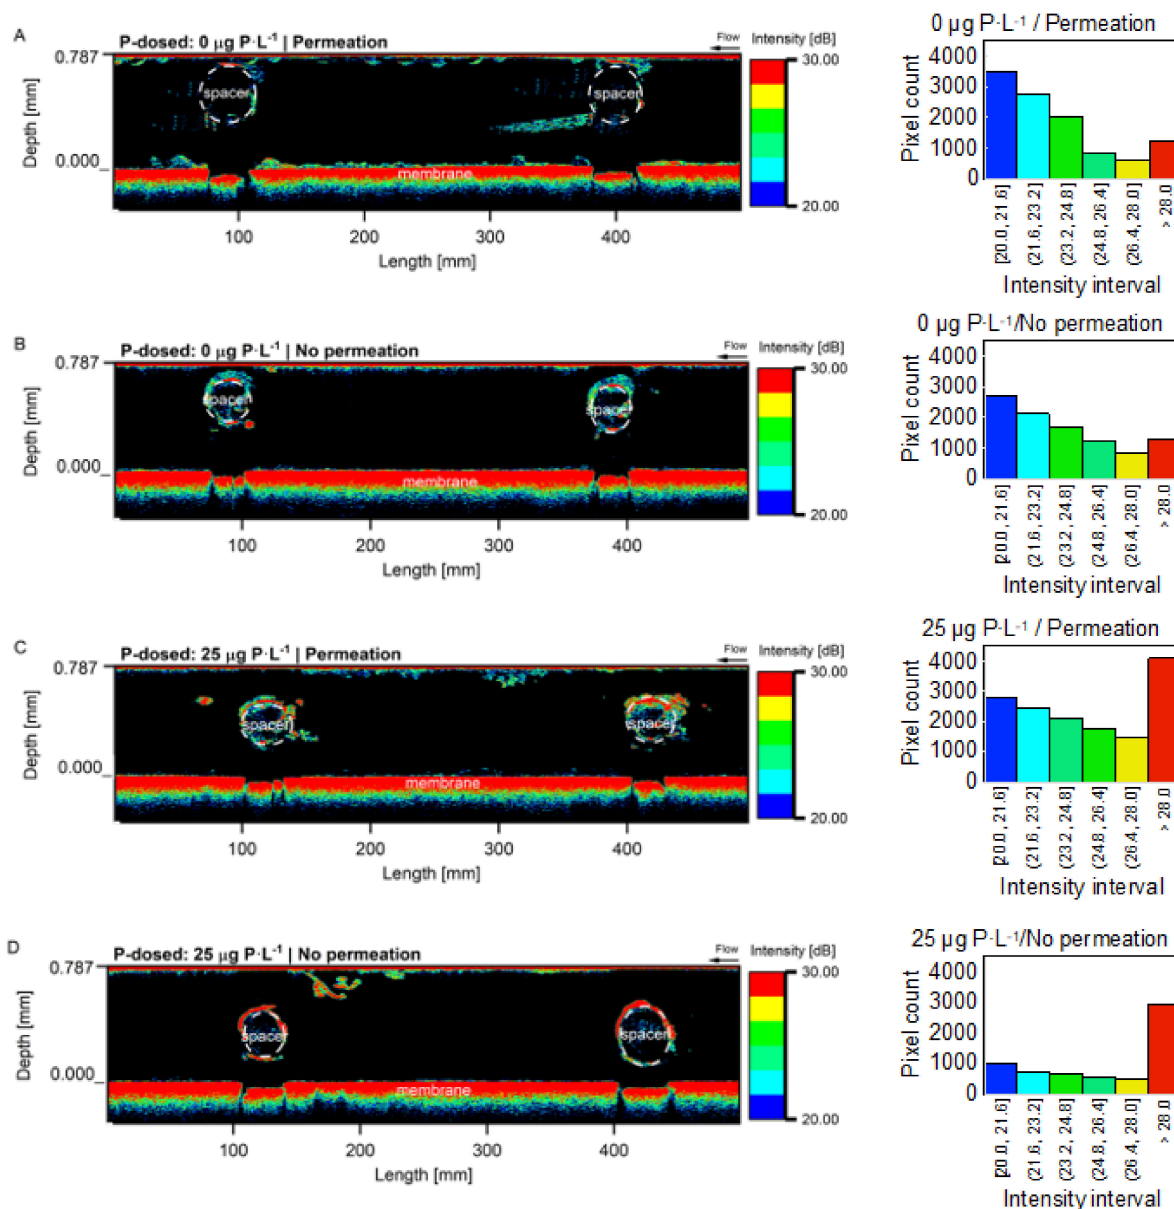 A
P-dosed: 0 µg P·L⁻¹ | Permeation
Flow
Intensity [dB]
0.787
30.00
spacer
spacer
Depth [mm]
0.000
membrane
20.00
100
200
300
400
Length [mm]
0 µg P·L⁻¹ / Permeation
Pixel count
4000
3000
2000
1000
0
[20.0, 21.6]
(21.6, 23.2]
(23.2, 24.8]
(24.8, 26.4]
(26.4, 28.0]
> 28.0
Intensity interval
B
P-dosed: 0 µg P·L⁻¹ | No permeation
Flow
Intensity [dB]
0.787
30.00
spacer
spacer
Depth [mm]
0.000
membrane
20.00
100
200
300
400
Length [mm]
0 µg P·L⁻¹/No permeation
Pixel count
4000
3000
2000
1000
0
[20.0, 21.6]
(21.6, 23.2]
(23.2, 24.8]
(24.8, 26.4]
(26.4, 28.0]
> 28.0
Intensity interval
C
P-dosed: 25 µg P·L⁻¹ | Permeation
Flow
Intensity [dB]
0.787
30.00
spacer
spacer
Depth [mm]
0.000
membrane
20.00
100
200
300
400
Length [mm]
25 µg P·L⁻¹ / Permeation
Pixel count
4000
3000
2000
1000
0
[20.0, 21.6]
(21.6, 23.2]
(23.2, 24.8]
(24.8, 26.4]
(26.4, 28.0]
> 28.0
Intensity interval
D
P-dosed: 25 µg P·L⁻¹ | No permeation
Flow
Intensity [dB]
0.787
30.00
spacer
spacer
Depth [mm]
0.000
membrane
20.00
100
200
300
400
Length [mm]
25 µg P·L⁻¹/No permeation
Pixel count
4000
3000
2000
1000
0
[20.0, 21.6]
(21.6, 23.2]
(23.2, 24.8]
(24.8, 26.4]
(26.4, 28.0]
> 28.0
Intensity interval